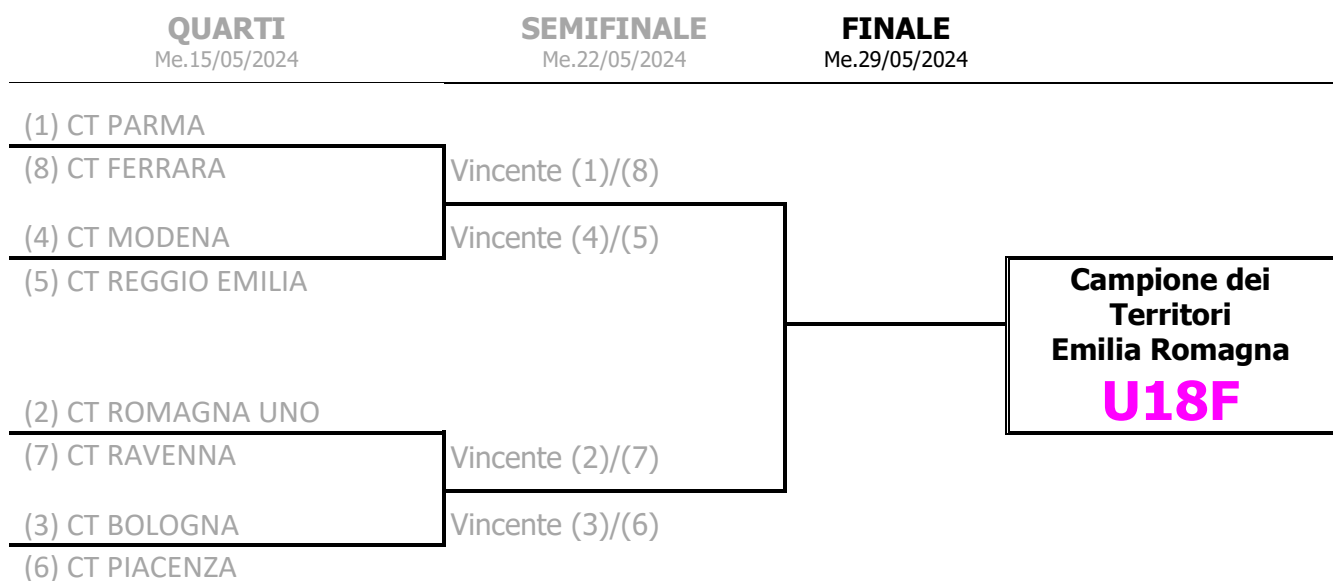 QUARTI SEMIFINALE FINALE
Me.15/05/2024 Me.22/05/2024 Me.29/05/2024
(1) CT PARMA
(8) CT FERRARA Vincente (1)/(8)
(4) CT MODENA Vincente (4)/(5)
(5) CT REGGIO EMILIA
Campione dei
Territori
Emilia Romagna
U18F
(2) CT ROMAGNA UNO
(7) CT RAVENNA Vincente (2)/(7)
(3) CT BOLOGNA Vincente (3)/(6)
(6) CT PIACENZA